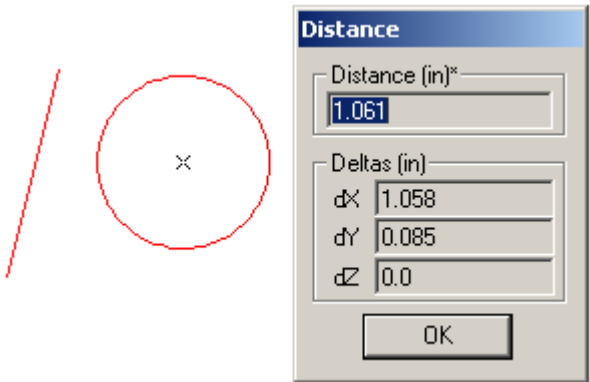 Distance
Distance (in)*
1.061
Deltas (in)
dX 1.058
dY 0.085
dZ 0.0
OK